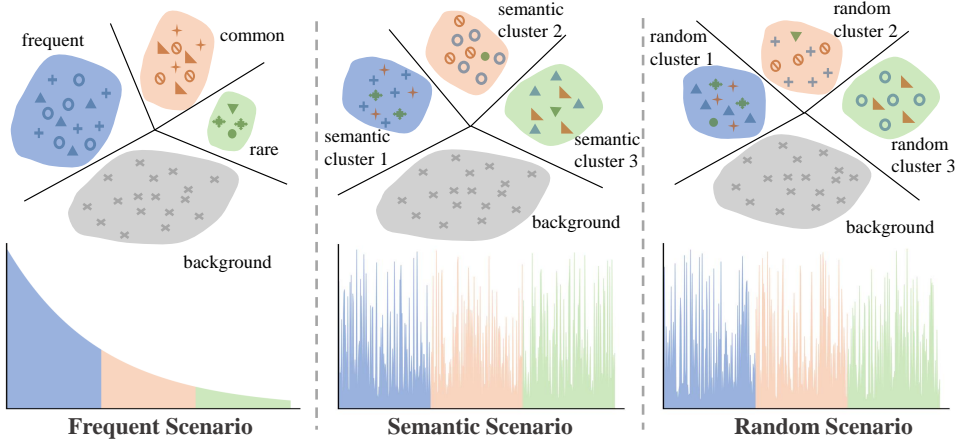 frequent
common
rare
background
Frequent Scenario
semantic
cluster 2
semantic
cluster 1
semantic
cluster 3
background
Semantic Scenario
random
cluster 1
random
cluster 2
random
cluster 3
background
Random Scenario